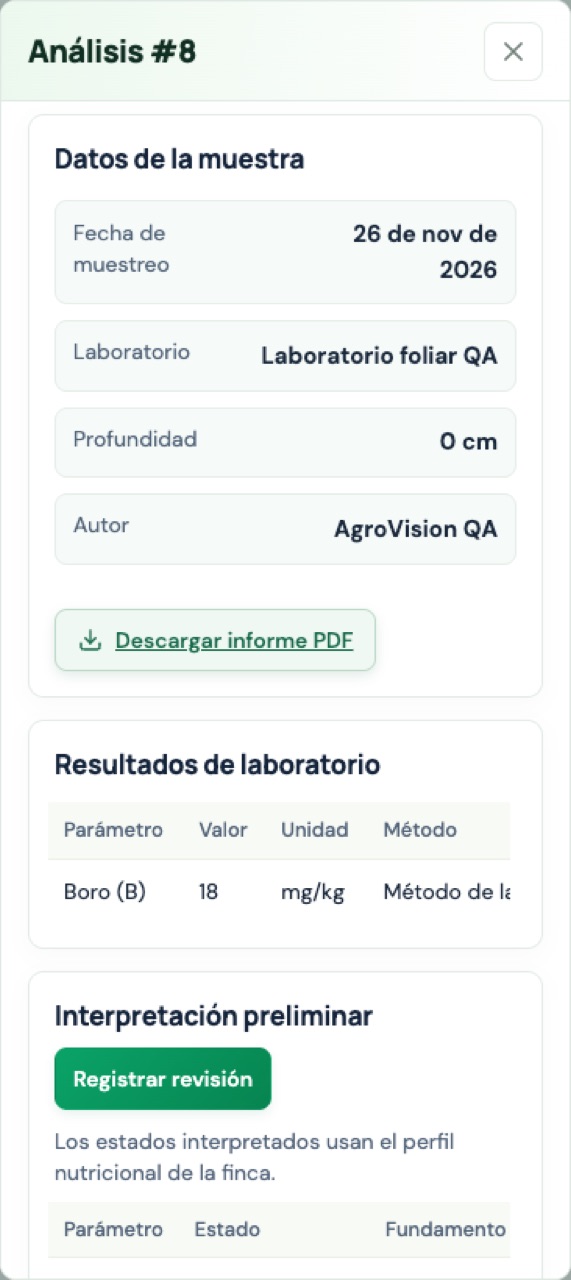 Análisis #8
Datos de la muestra
Fecha de muestreo
26 de nov de 2026
Laboratorio
Laboratorio foliar QA
Profundidad
0 cm
Autor
AgroVision QA
Descargar informe PDF
Resultados de laboratorio
Parámetro Valor Unidad Método
Boro (B) 18 mg/kg Método de
Interpretación preliminar
Registrar revisión
Los estados interpretados usan el perfil
nutricional de la finca.
Parámetro Estado Fundamento